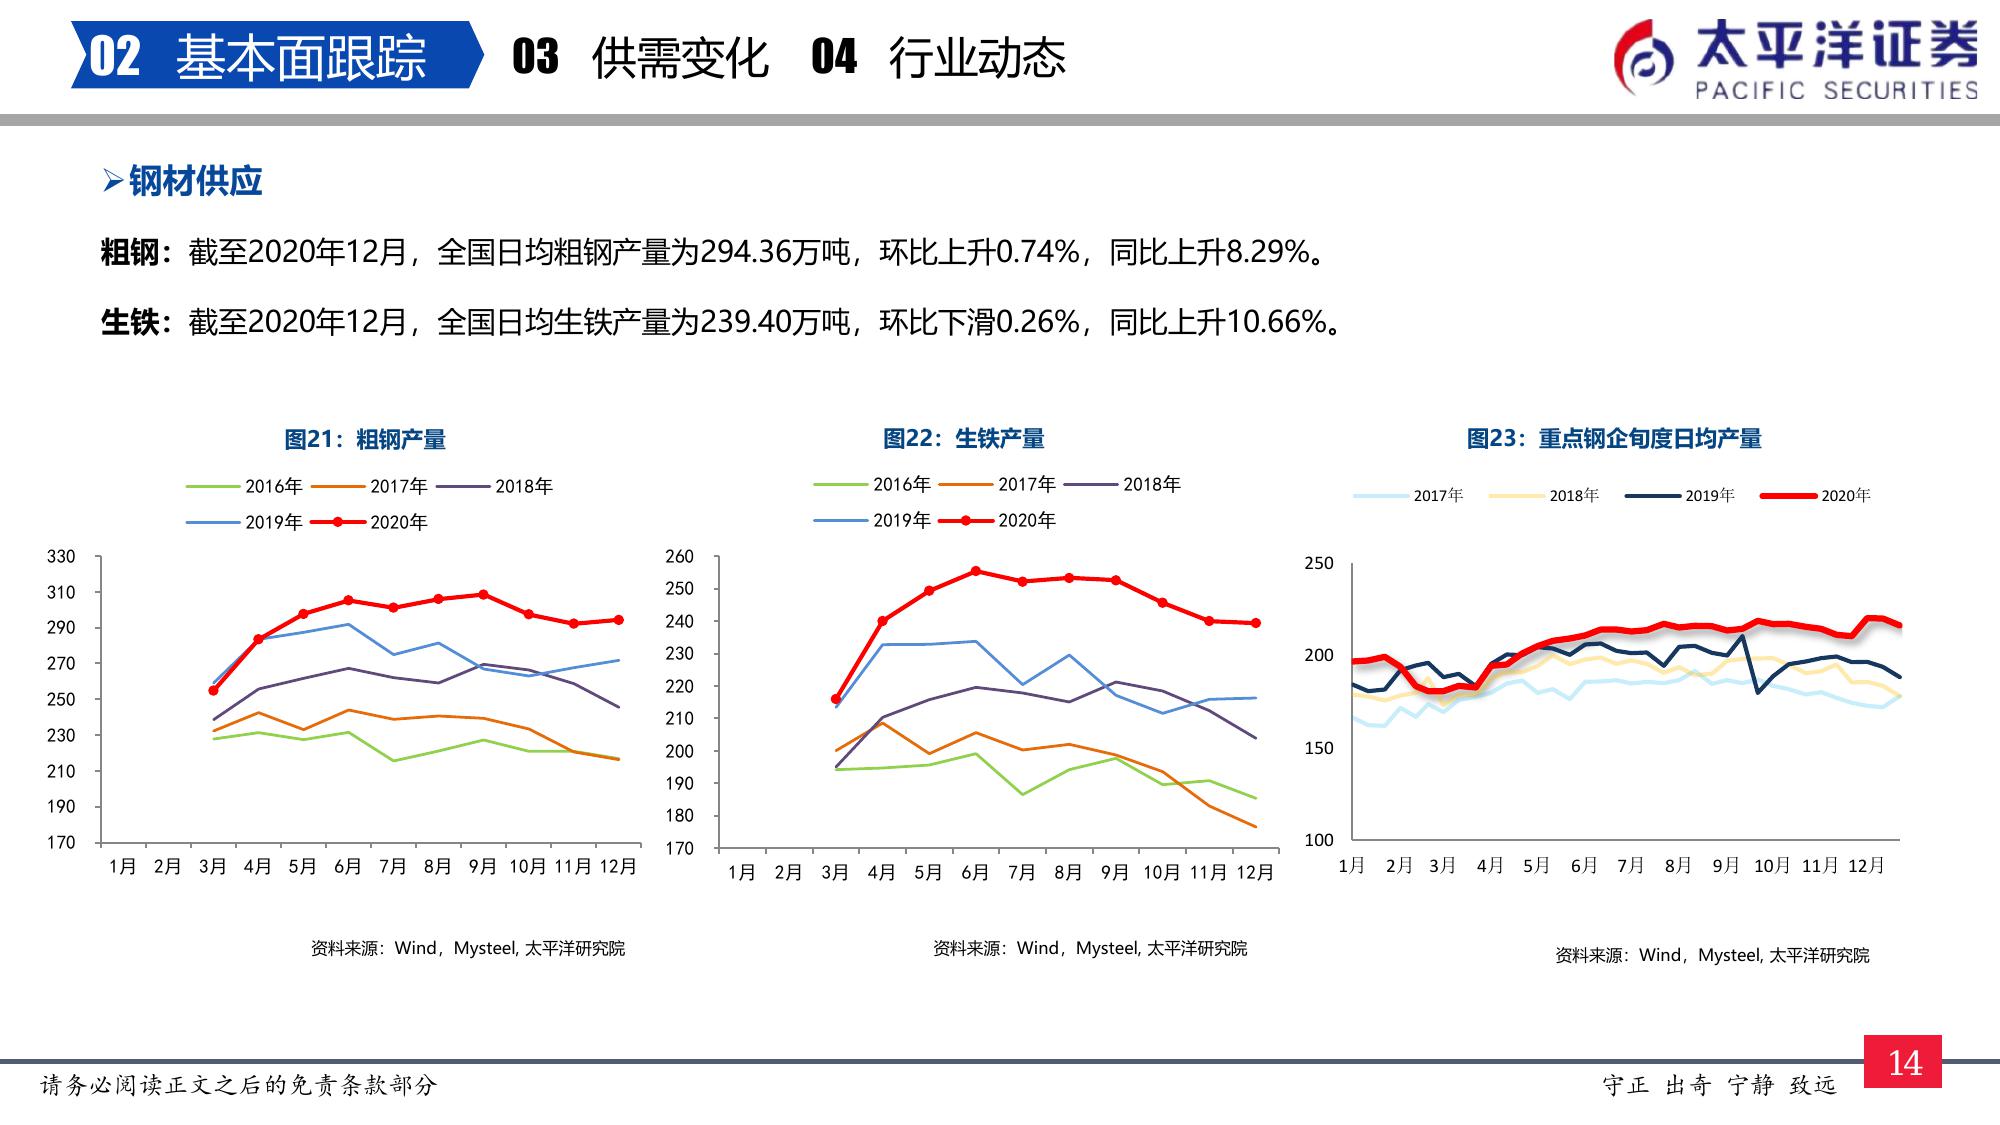 02 基本面跟踪 03 供需变化 04 行业动态
太平洋证券
PACIFIC SECURITIES
钢材供应
粗钢：截至2020年12月，全国日均粗钢产量为294.36万吨，环比上升0.74%，同比上升8.29%。
生铁：截至2020年12月，全国日均生铁产量为239.40万吨，环比下滑0.26%，同比上升10.66%。
图21：粗钢产量
2016年 2017年 2018年
2019年 2020年
330
310
290
270
250
230
210
190
170
1月 2月 3月 4月 5月 6月 7月 8月 9月 10月 11月 12月
资料来源：Wind，Mysteel, 太平洋研究院
图22：生铁产量
2016年 2017年 2018年
2019年 2020年
260
250
240
230
220
210
200
190
180
170
1月 2月 3月 4月 5月 6月 7月 8月 9月 10月 11月 12月
资料来源：Wind，Mysteel, 太平洋研究院
图23：重点钢企旬度日均产量
2017年 2018年 2019年 2020年
250
200
150
100
1月 2月 3月 4月 5月 6月 7月 8月 9月 10月 11月 12月
资料来源：Wind，Mysteel, 太平洋研究院
请务必阅读正文之后的免责条款部分
守正 出奇 宁静 致远
14